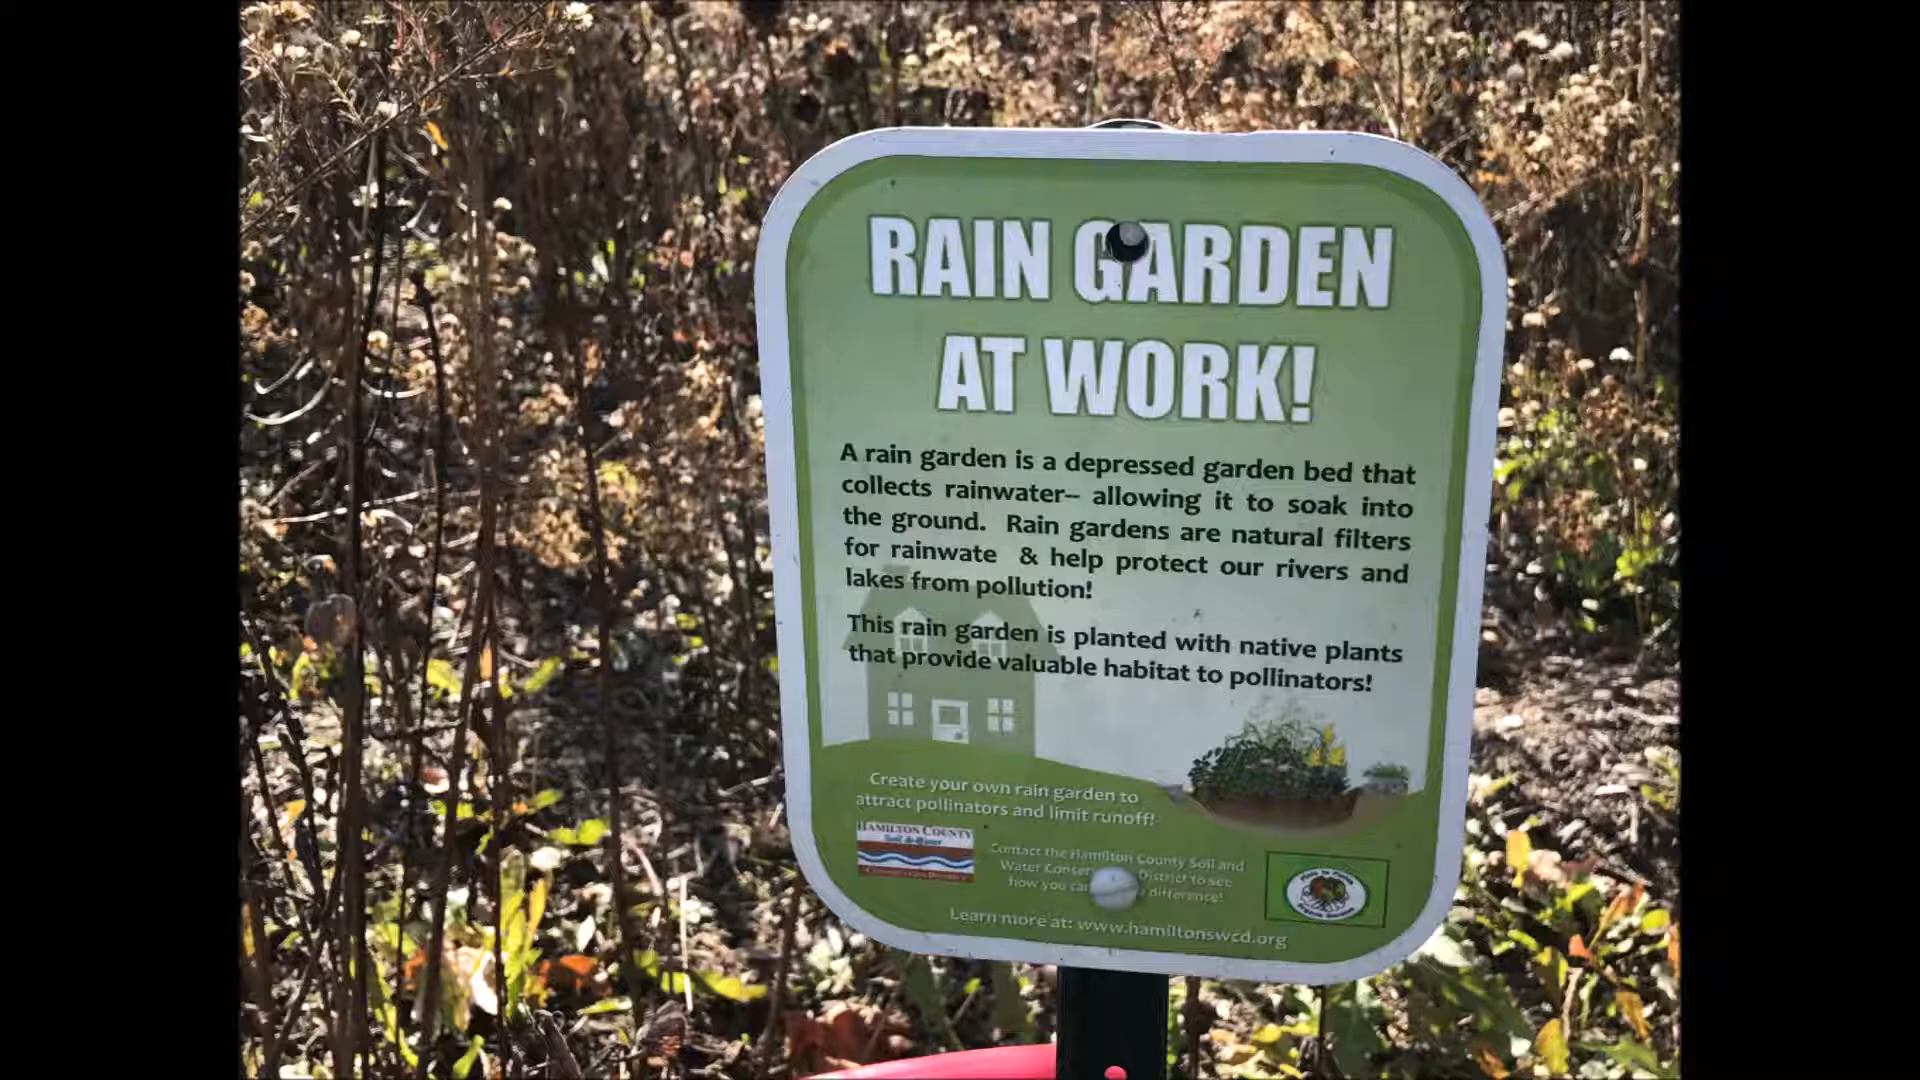 RAIN GARDEN
AT WORK!
A rain garden is a depressed garden bed that
collects rainwater– allowing it to soak into
the ground. Rain gardens are natural filters
for rainwate & help protect our rivers and
lakes from pollution!
This rain garden is planted with native plants
that provide valuable habitat to pollinators!
Create your own rain garden to
attract pollinators and limit runoff!
HAMILTON COUNTY
Soil & Water
Contact the Hamilton County Soil and
Water District to see
how you difference!
Learn more at: www.hamiltonswcd.org